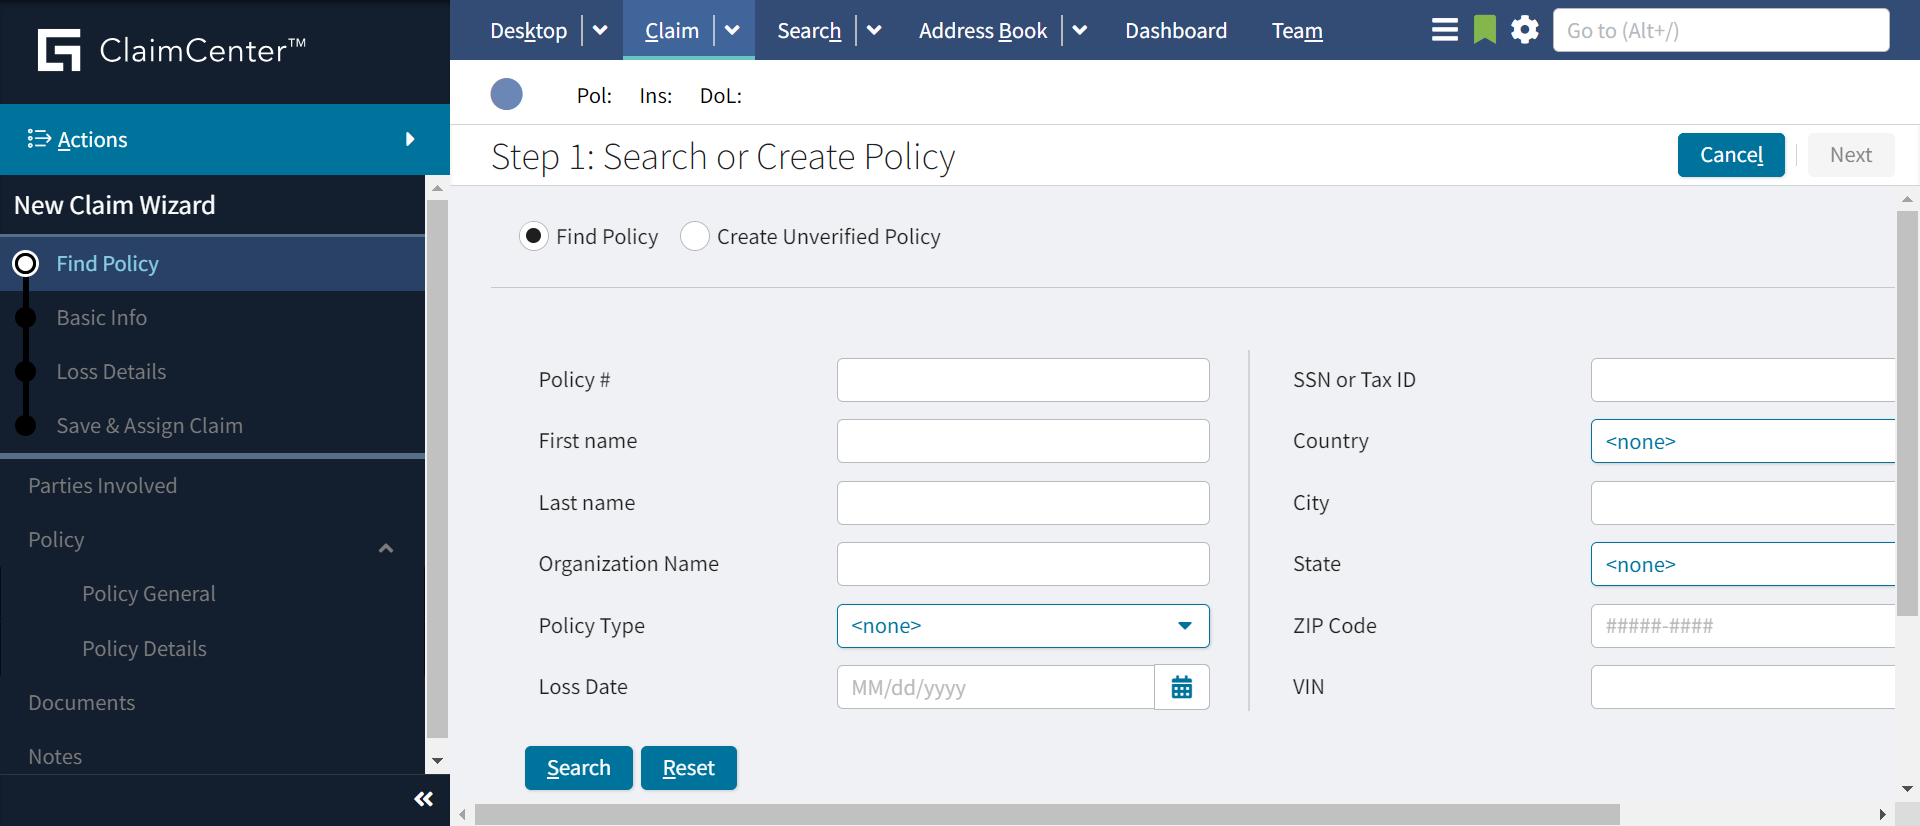 ClaimCenter™
Desktop
Claim
Search
Address Book
Dashboard
Team
Go to (Alt+/)
Pol: Ins: DoL:
Actions
Step 1: Search or Create Policy
Cancel
Next
New Claim Wizard
Find Policy
Basic Info
Loss Details
Save & Assign Claim
Parties Involved
Policy
Policy General
Policy Details
Documents
Notes
Find Policy
Create Unverified Policy
Policy #
First name
Last name
Organization Name
Policy Type
<none>
Loss Date
MM/dd/yyyy
SSN or Tax ID
Country
<none>
City
State
<none>
ZIP Code
#####-####
VIN
Search
Reset